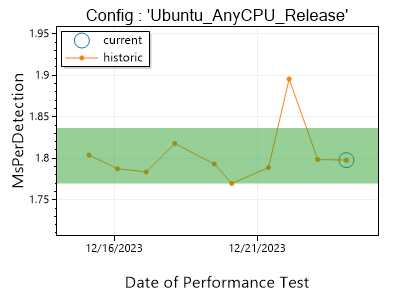 Config : 'Ubuntu_AnyCPU_Release'
current
historic
1.95
1.9
1.85
1.8
1.75
MsPerDetection
12/16/2023
12/21/2023
Date of Performance Test